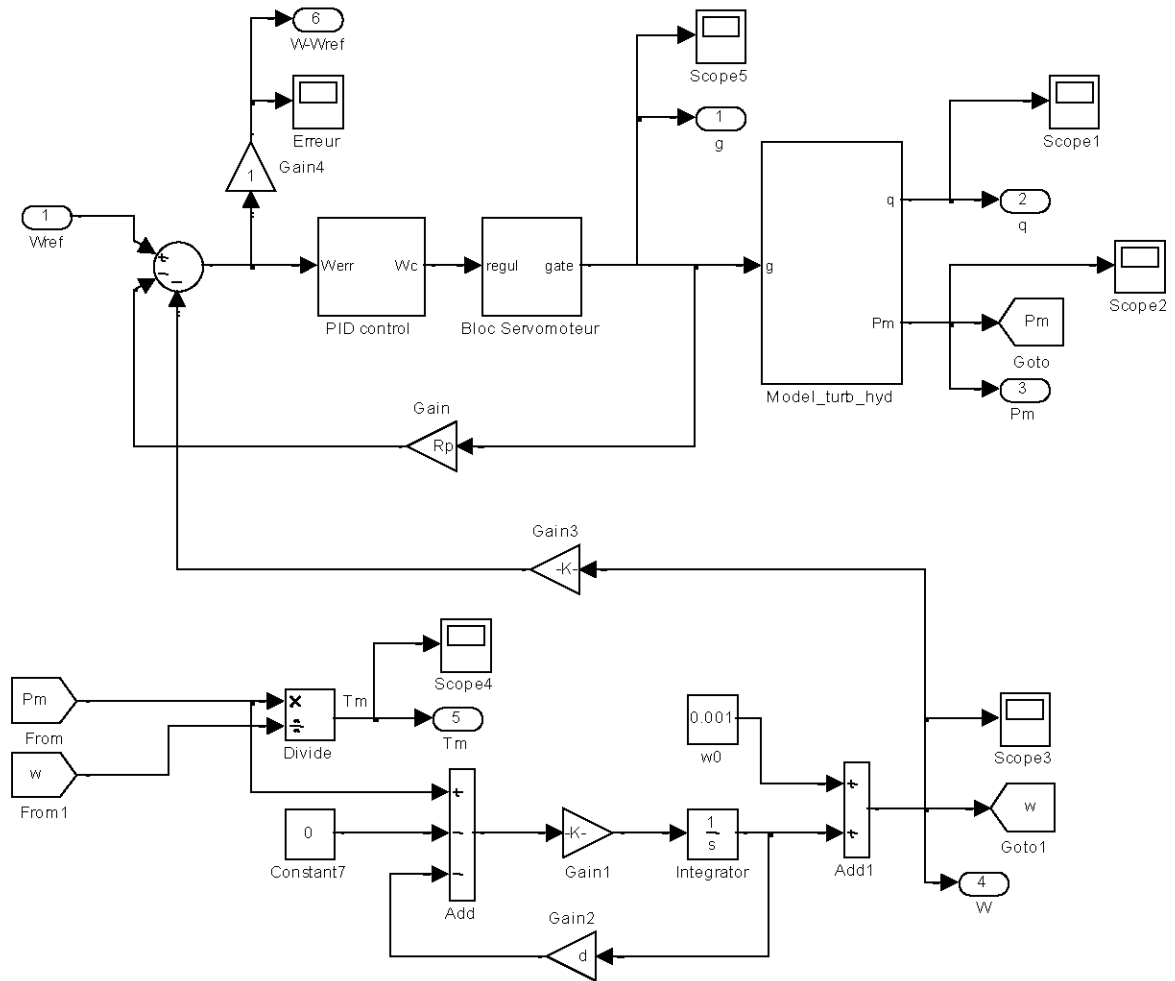 6
W-Wref
Scope5
Erreur
1
g
Scope1
Gain4
1
1
Wref
q
2
q
+
−
−
Werr
Wc
regul
gate
g
Scope2
PID control
Bloc Servomoteur
Pm
Pm
Goto
Model_turb_hyd
3
Pm
Gain
Rp
Gain3
-K-
Scope4
Pm
From
×
÷
Tm
5
Tm
Divide
0.001
w0
Scope3
w
From1
+
−
−
0
Constant7
-K-
Gain1
1
s
Integrator
+
+
Add1
w
Goto1
Add
4
W
Gain2
d